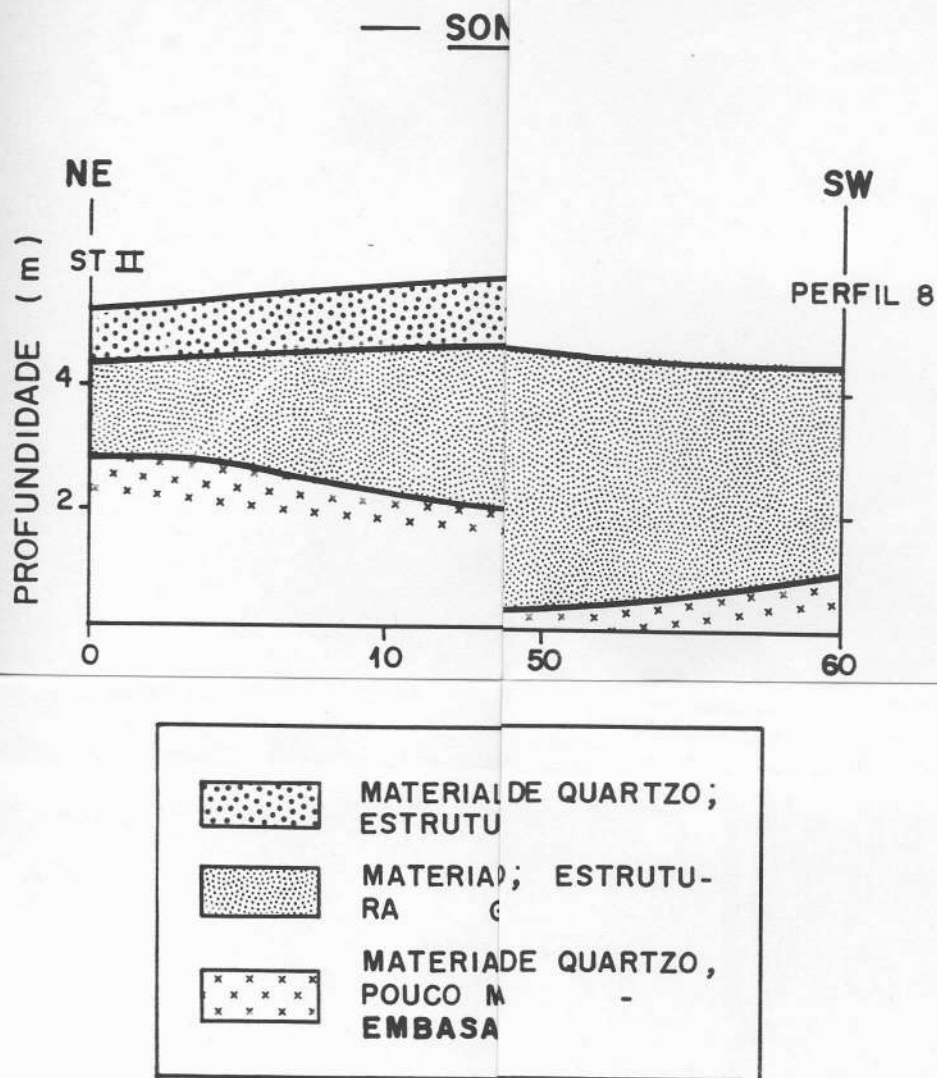 — SON
NE
SW
ST II
PERFIL 8
PROFUNDIDADE (m)
4
2
0
10
50
60
MATERIAL DE QUARTZO;
ESTRUTU
MATERIA ; ESTRUTU-
RA
MATERIA DE QUARTZO,
POUCO M -
EMBASA